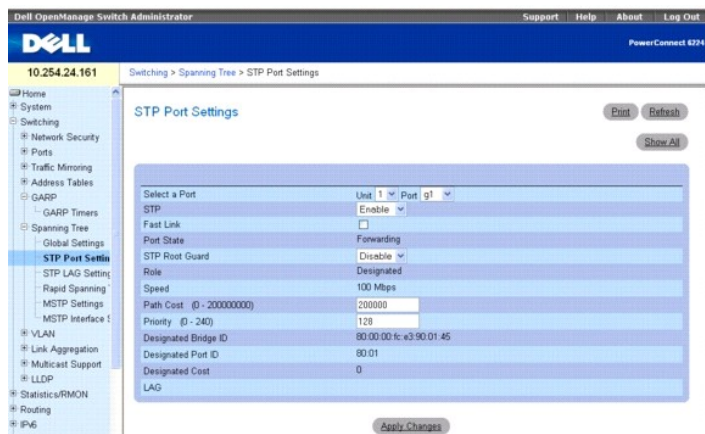 Dell OpenManage Switch Administrator
Support Help About Log Out
DELL
PowerConnect 6224
10.254.24.161
Switching > Spanning Tree > STP Port Settings
Home
System
Switching
Network Security
Ports
Traffic Mirroring
Address Tables
GARP
GARP Timers
Spanning Tree
Global Settings
STP Port Settin
STP LAG Setting
Rapid Spanning
MSTP Settings
MSTP Interface S
VLAN
Link Aggregation
Multicast Support
LLDP
Statistics/RMON
Routing
IPv6
STP Port Settings
Print Refresh
Show All
Select a Port Unit 1 Port g1
STP Enable
Fast Link
Port State Forwarding
STP Root Guard Disable
Role Designated
Speed 100 Mbps
Path Cost (0 - 200000000) 200000
Priority (0 - 240) 128
Designated Bridge ID 80:00:00:fc:e3:90:01:45
Designated Port ID 80:01
Designated Cost 0
LAG
Apply Changes